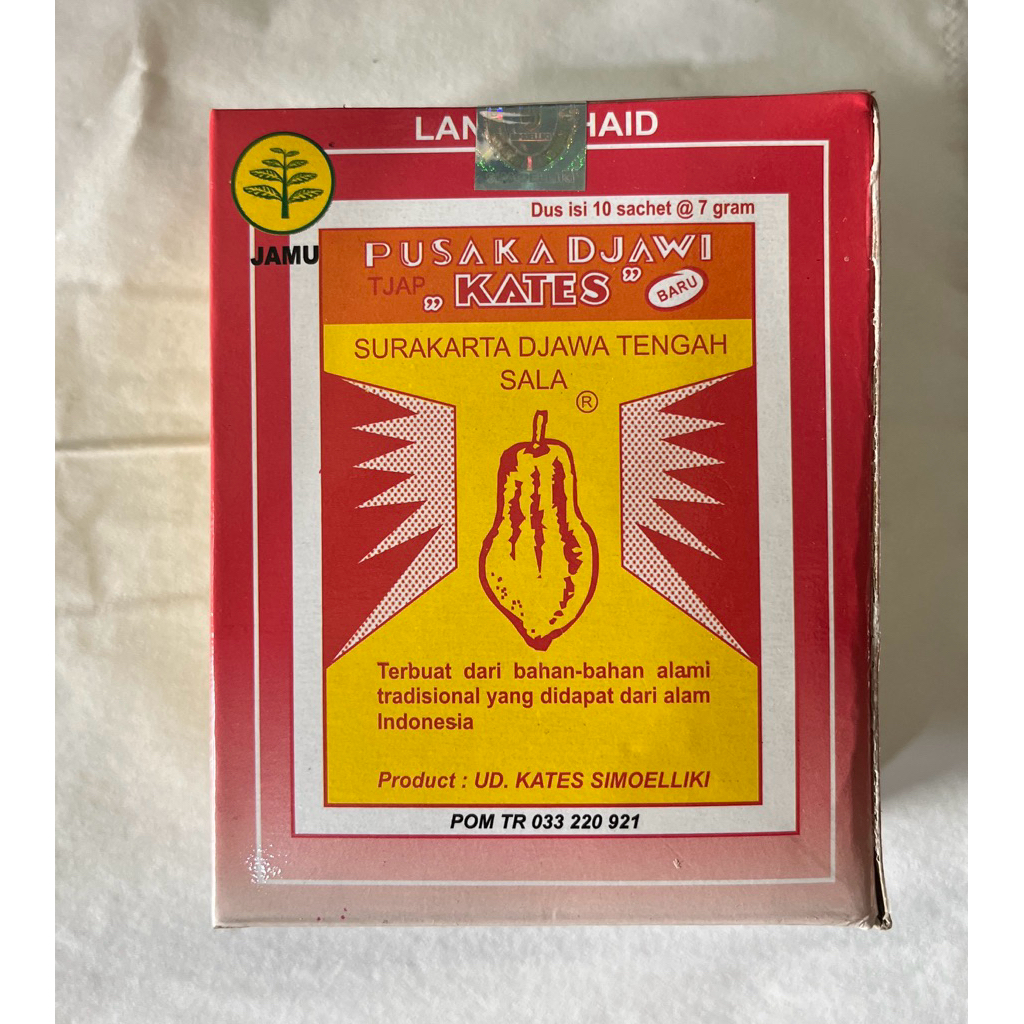 LAN HAID
JAMU
Dus isi 10 sachet @ 7 gram
PUSAKA DJAWI
TJAP „ KATES ” BARU
SURAKARTA DJAWA TENGAH
SALA ®
Terbuat dari bahan-bahan alami
tradisional yang didapat dari alam
Indonesia
Product : UD. KATES SIMOELLIKI
POM TR 033 220 921